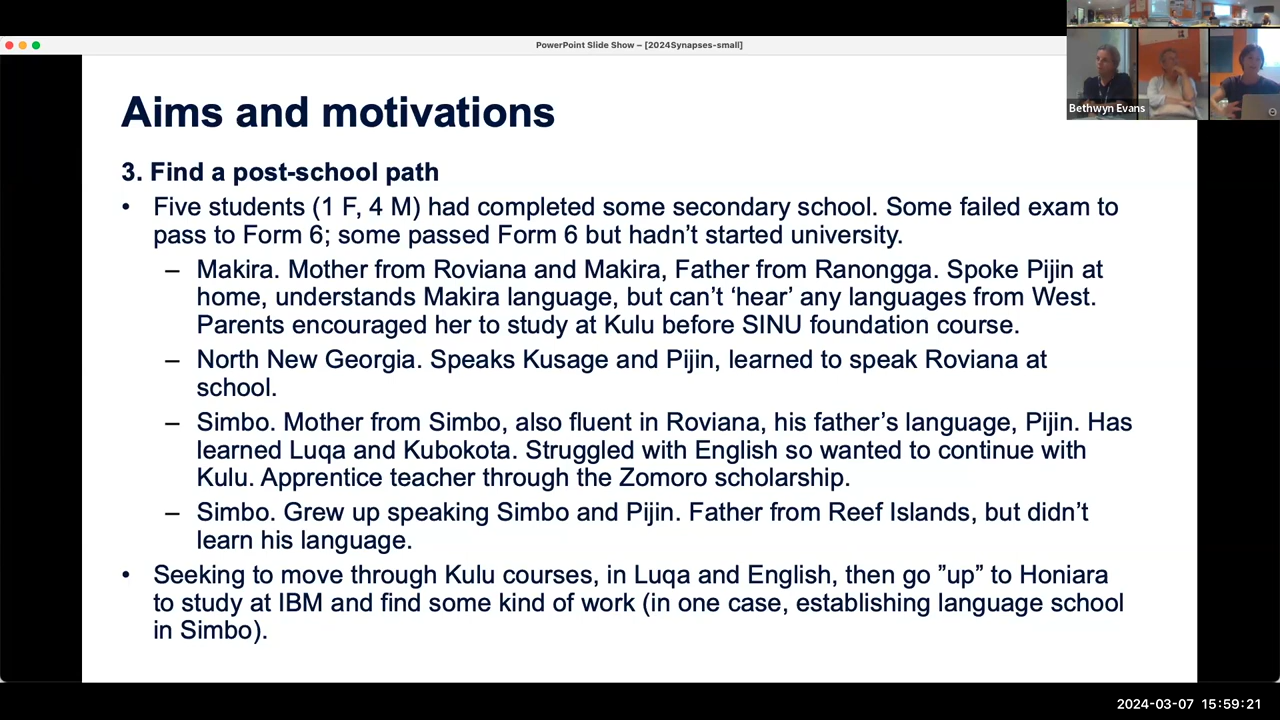 PowerPoint Slide Show – [2024Synapses-small]
Bethwyn Evans
Aims and motivations
3. Find a post-school path
• Five students (1 F, 4 M) had completed some secondary school. Some failed exam to
pass to Form 6; some passed Form 6 but hadn’t started university.
– Makira. Mother from Roviana and Makira, Father from Ranongga. Spoke Pijin at
home, understands Makira language, but can’t ‘hear’ any languages from West.
Parents encouraged her to study at Kulu before SINU foundation course.
– North New Georgia. Speaks Kusage and Pijin, learned to speak Roviana at
school.
– Simbo. Mother from Simbo, also fluent in Roviana, his father’s language, Pijin. Has
learned Luqa and Kubokota. Struggled with English so wanted to continue with
Kulu. Apprentice teacher through the Zomoro scholarship.
– Simbo. Grew up speaking Simbo and Pijin. Father from Reef Islands, but didn’t
learn his language.
• Seeking to move through Kulu courses, in Luqa and English, then go ”up” to Honiara
to study at IBM and find some kind of work (in one case, establishing language school
in Simbo).
2024-03-07 15:59:21